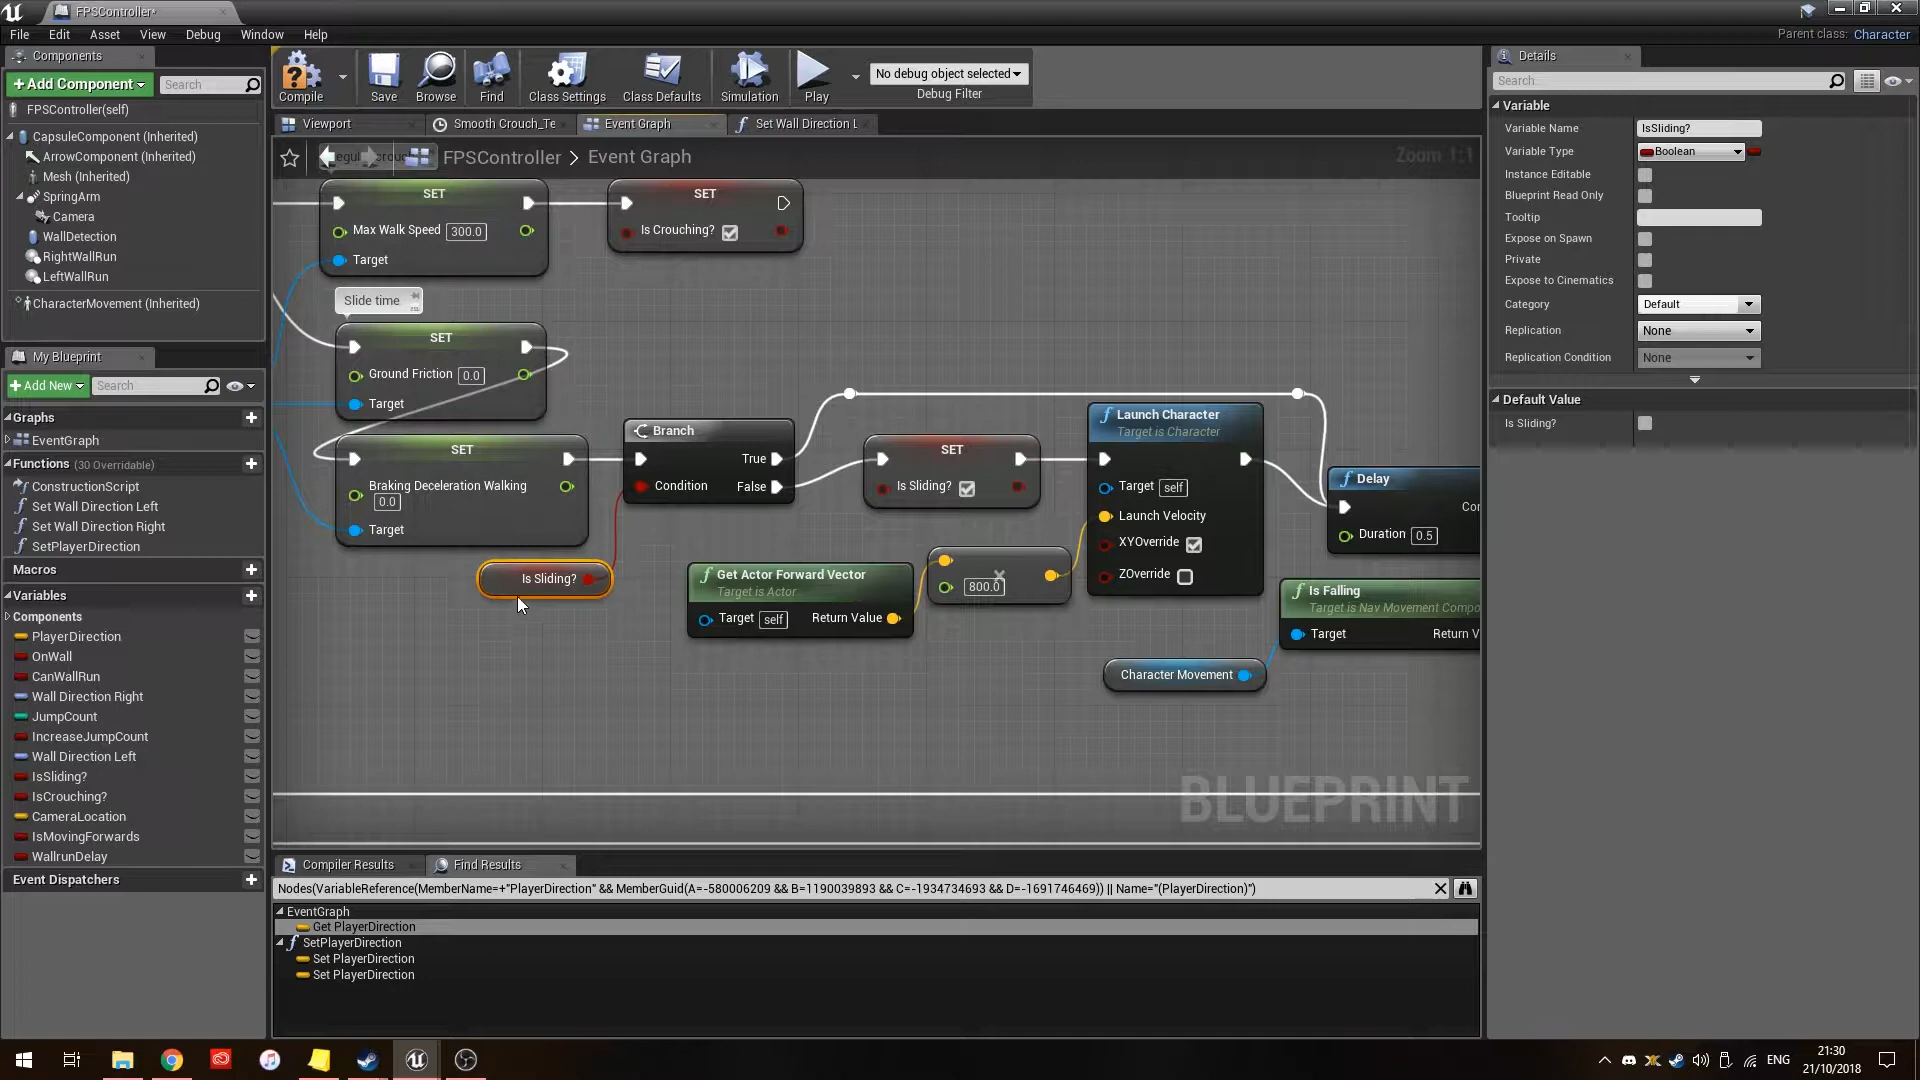 FPSController*
File Edit Asset View Debug Window Help
Parent class: Character
Components
+Add Component
Search
FPSController(self)
CapsuleComponent (Inherited)
ArrowComponent (Inherited)
Mesh (Inherited)
SpringArm
Camera
WallDetection
RightWallRun
LeftWallRun
CharacterMovement (Inherited)
My Blueprint
+Add New
Search
Graphs
EventGraph
Functions (30 Overridable)
ConstructionScript
Set Wall Direction Left
Set Wall Direction Right
SetPlayerDirection
Macros
Variables
Components
PlayerDirection
OnWall
CanWallRun
Wall Direction Right
JumpCount
IncreaseJumpCount
Wall Direction Left
IsSliding?
IsCrouching?
CameraLocation
IsMovingForwards
WallrunDelay
Event Dispatchers
Compile Save Browse Find Class Settings Class Defaults Simulation Play
No debug object selected
Debug Filter
Viewport
Smooth Crouch_Te
Event Graph
Set Wall Direction L
FPSController > Event Graph
Zoom 1:1
SET
Max Walk Speed 300.0
Target
SET
Is Crouching?
Slide time
SET
Ground Friction 0.0
Target
SET
Braking Deceleration Walking
0.0
Target
Branch
True
Condition False
Is Sliding?
SET
Is Sliding?
Get Actor Forward Vector
Target is Actor
Target self Return Value
800.0
Launch Character
Target is Character
Target self
Launch Velocity
XYOverride
ZOverride
Delay
Duration 0.5
Is Falling
Target is Nav Movement Compo
Target Return V
Character Movement
BLUEPRINT
Compiler Results
Find Results
Nodes(VariableReference(MemberName=+"PlayerDirection" && MemberGuid(A=-580006209 && B=1190039893 && C=-1934734693 && D=-1691746469)) || Name="(PlayerDirection)")
EventGraph
Get PlayerDirection
SetPlayerDirection
Set PlayerDirection
Set PlayerDirection
Details
Search
Variable
Variable Name IsSliding?
Variable Type Boolean
Instance Editable
Blueprint Read Only
Tooltip
Expose on Spawn
Private
Expose to Cinematics
Category Default
Replication None
Replication Condition None
Default Value
Is Sliding?
ENG
21:30
21/10/2018